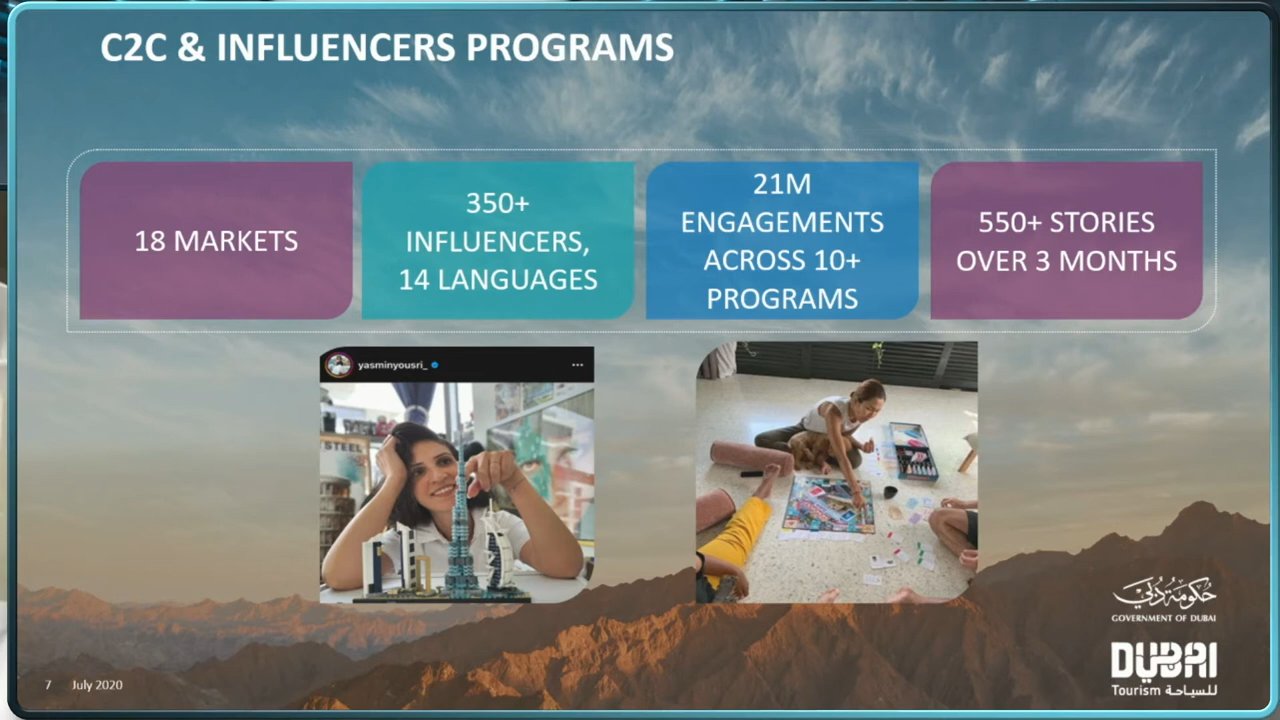 C2C & INFLUENCERS PROGRAMS
18 MARKETS
350+
INFLUENCERS,
14 LANGUAGES
21M
ENGAGEMENTS
ACROSS 10+
PROGRAMS
550+ STORIES
OVER 3 MONTHS
yasminyousri_
STEEL
حكومة دبي
GOVERNMENT OF DUBAI
DUBAI
Tourism للسياحة
7 July 2020